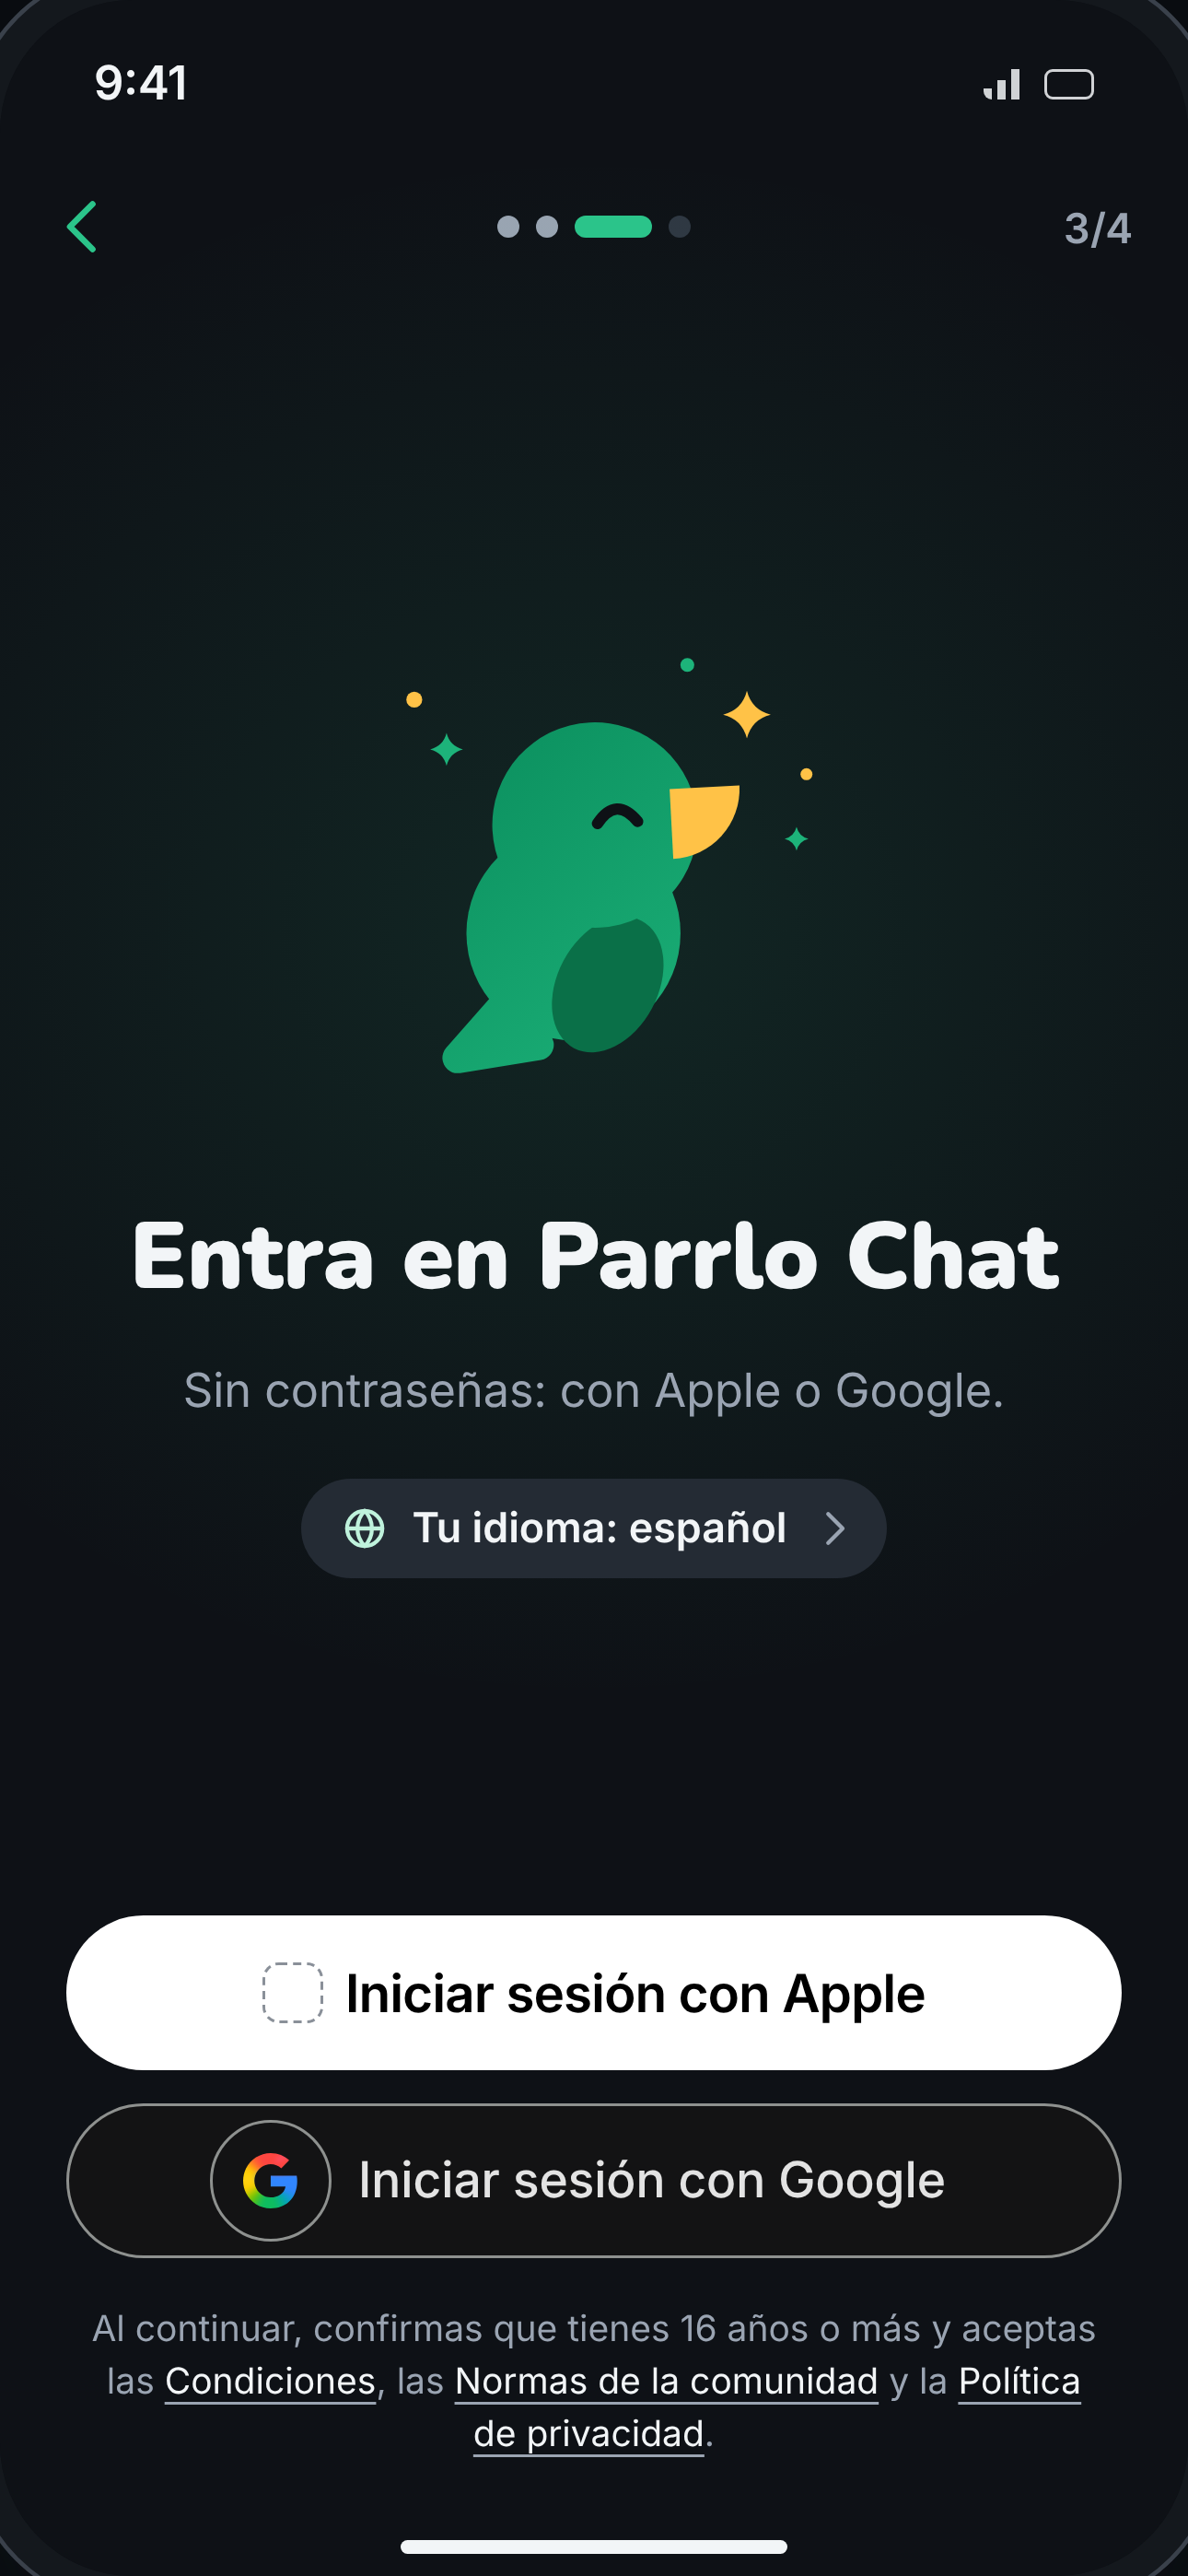 9:41
3/4
Entra en Parrlo Chat
Sin contraseñas: con Apple o Google.
Tu idioma: español
Iniciar sesión con Apple
Iniciar sesión con Google
Al continuar, confirmas que tienes 16 años o más y aceptas
las Condiciones, las Normas de la comunidad y la Política
de privacidad.